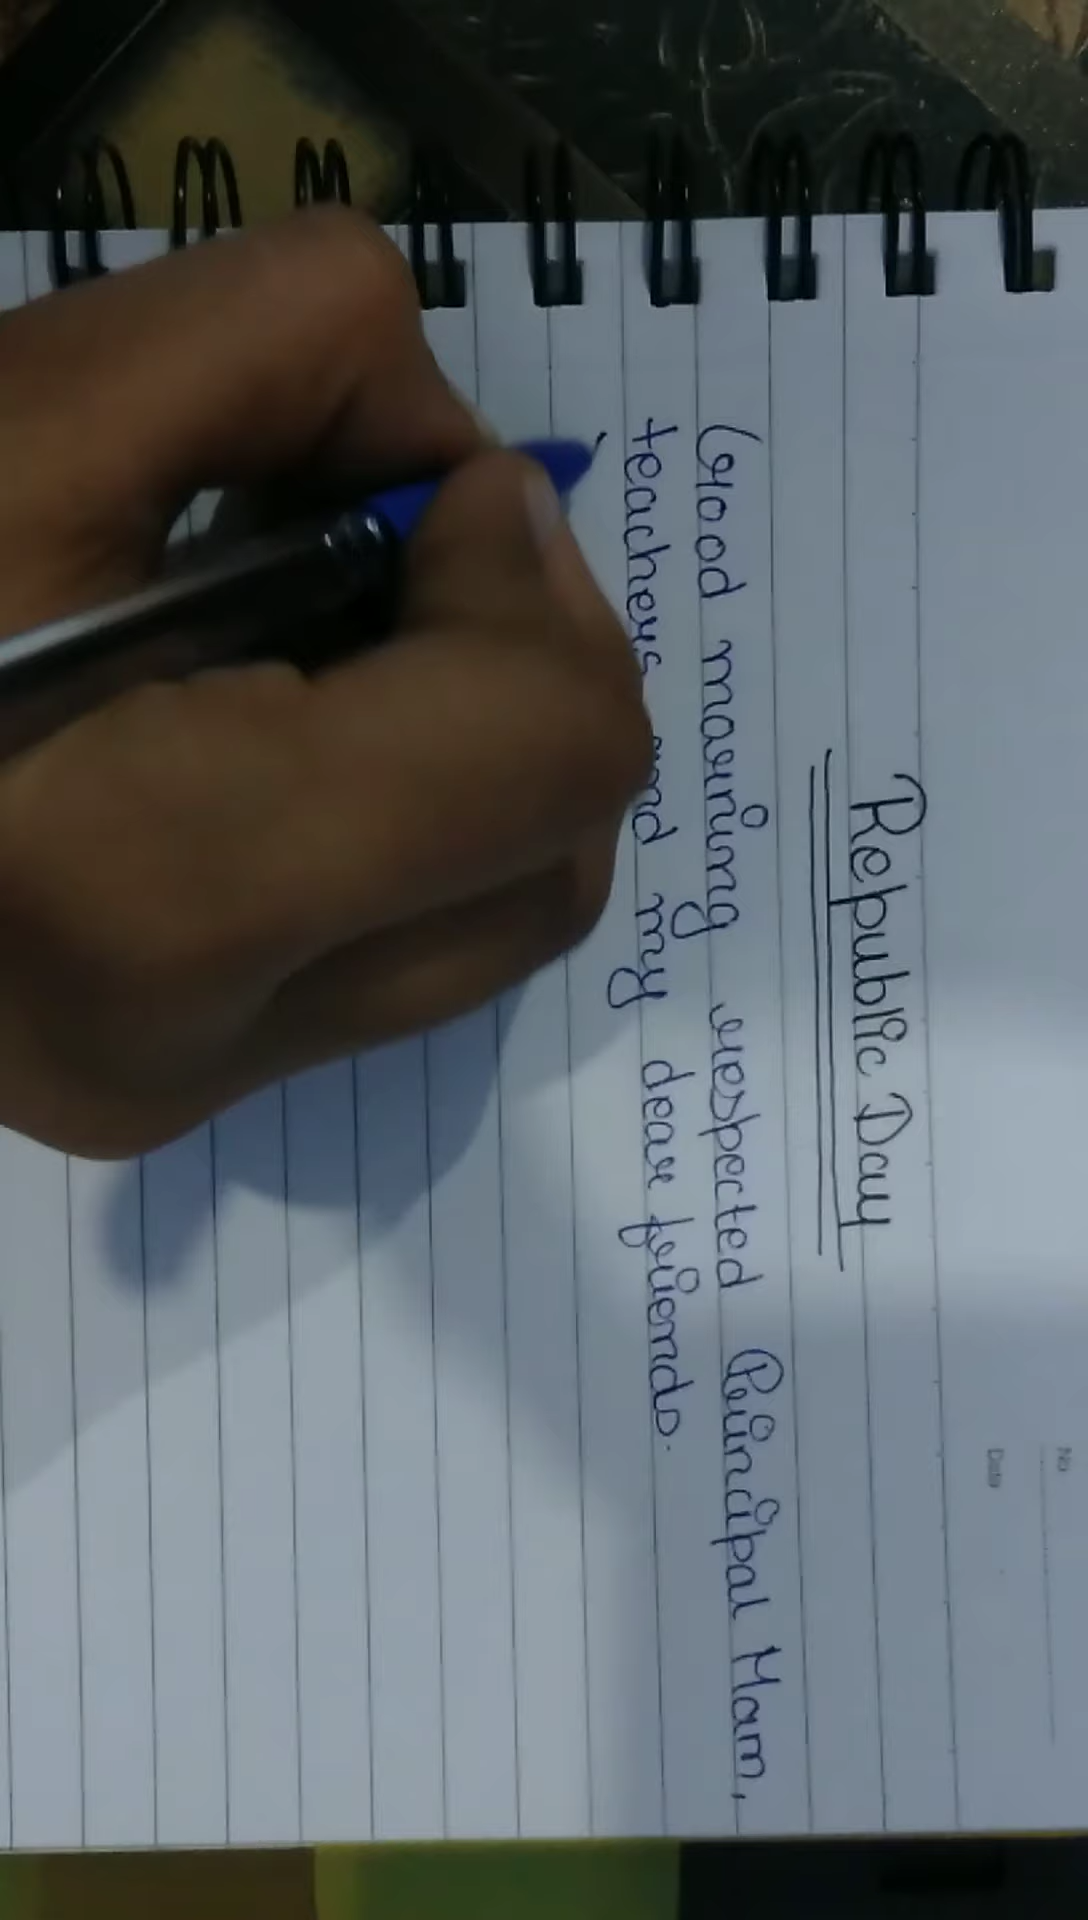 No
Date
Republic Day
Good morning respected Principal Mam,
teachers and my dear friends.